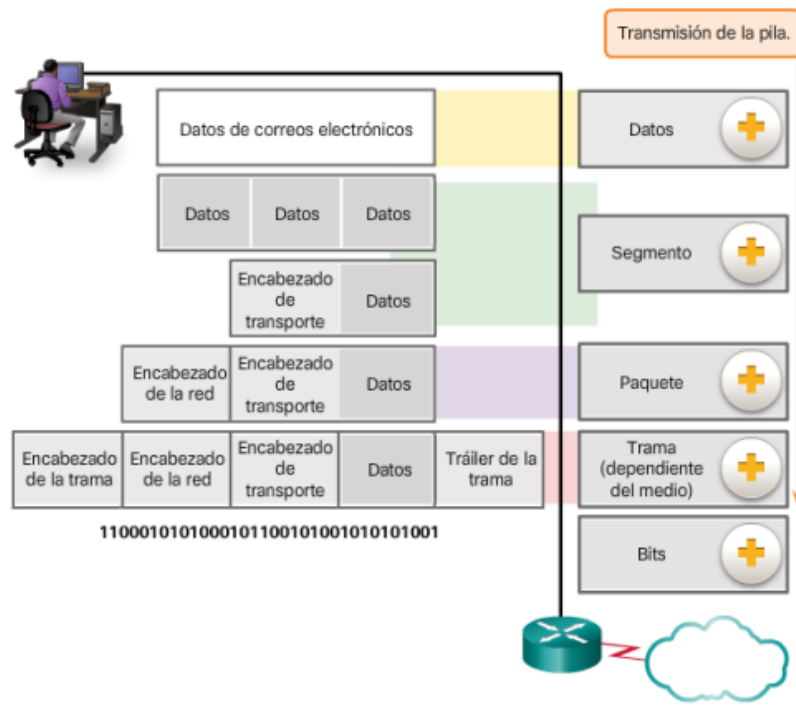 Transmisión de la pila.
Datos de correos electrónicos
Datos
Datos
Datos
Datos
Segmento
Encabezado
de
transporte
Datos
Encabezado
de la red
Encabezado
de
transporte
Datos
Paquete
Encabezado
de la trama
Encabezado
de la red
Encabezado
de
transporte
Datos
Tráiler de la
trama
Trama
(dependiente
del medio)
1100010101000101100101001010101001
Bits